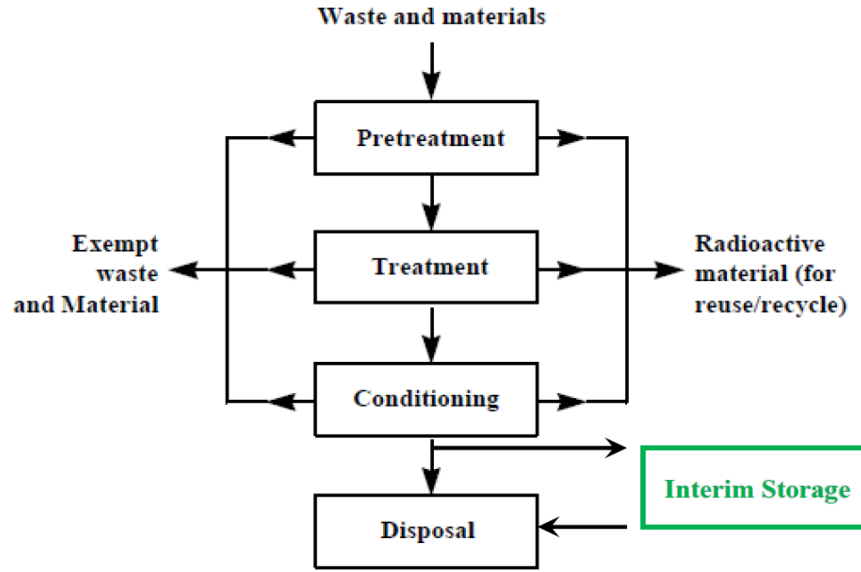 Waste and materials
Pretreatment
Exempt
waste
and Material
Treatment
Radioactive
material (for
reuse/recycle)
Conditioning
Interim Storage
Disposal